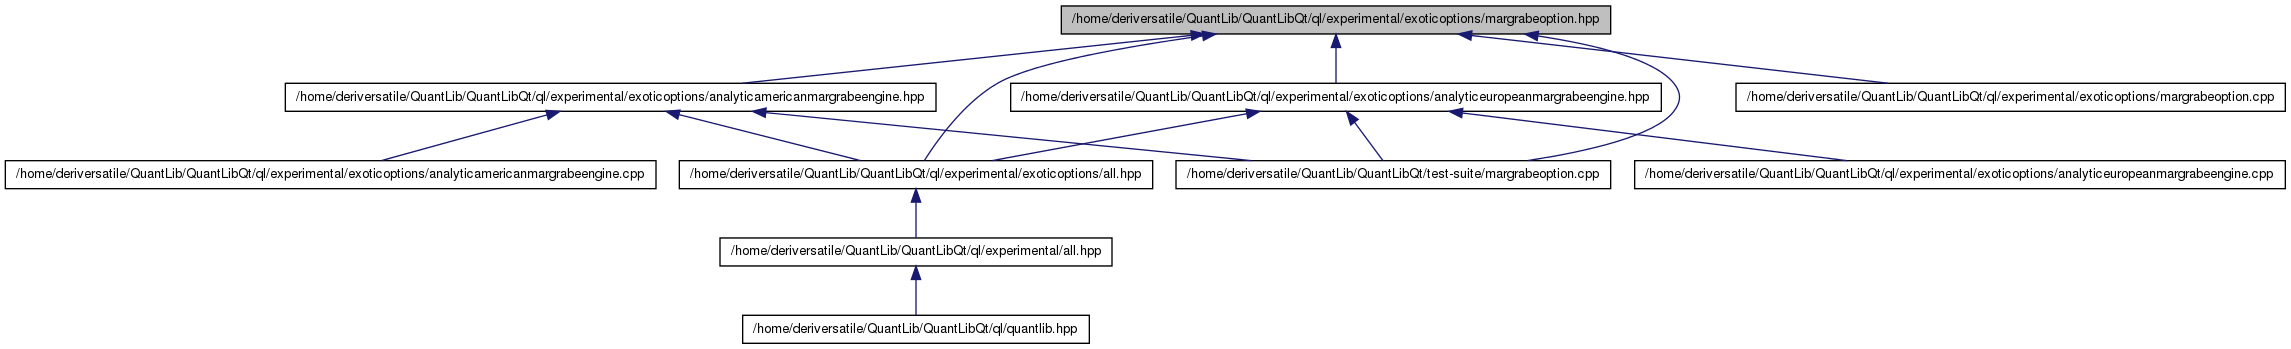 /home/deriversatile/QuantLib/QuantLibQt/ql/experimental/exoticoptions/margrabeoption.hpp
/home/deriversatile/QuantLib/QuantLibQt/ql/experimental/exoticoptions/analyticamericanmargrabeengine.hpp
/home/deriversatile/QuantLib/QuantLibQt/ql/experimental/exoticoptions/analyticeuropeanmargrabeengine.hpp
/home/deriversatile/QuantLib/QuantLibQt/ql/experimental/exoticoptions/margrabeoption.cpp
/home/deriversatile/QuantLib/QuantLibQt/ql/experimental/exoticoptions/analyticamericanmargrabeengine.cpp
/home/deriversatile/QuantLib/QuantLibQt/ql/experimental/exoticoptions/all.hpp
/home/deriversatile/QuantLib/QuantLibQt/test-suite/margrabeoption.cpp
/home/deriversatile/QuantLib/QuantLibQt/ql/experimental/exoticoptions/analyticeuropeanmargrabeengine.cpp
/home/deriversatile/QuantLib/QuantLibQt/ql/experimental/all.hpp
/home/deriversatile/QuantLib/QuantLibQt/ql/quantlib.hpp